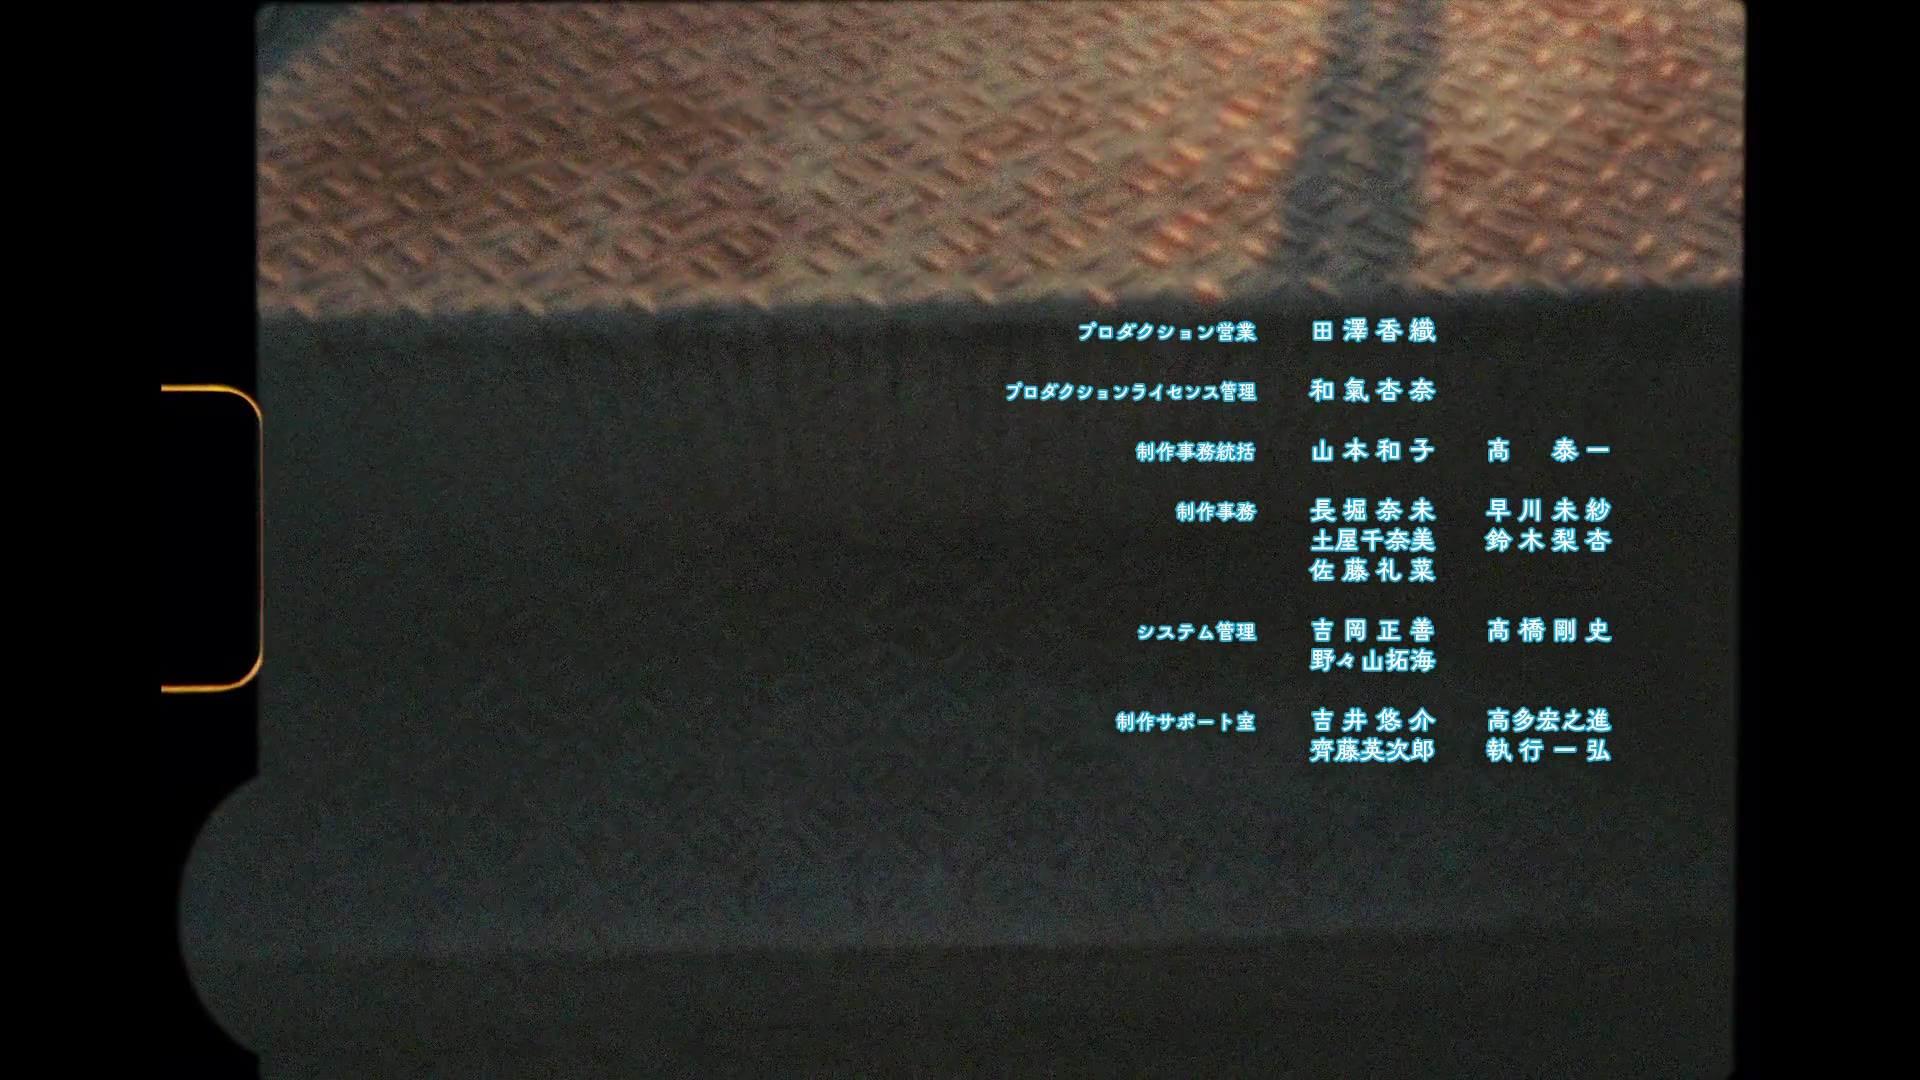 プロダクション営業 田澤香織
プロダクションライセンス管理 和氣杏奈
制作事務統括 山本和子 髙 泰一
制作事務 長堀奈未 早川未紗
土屋千奈美 鈴木梨杏
佐藤礼菜
システム管理 吉岡正善 髙橋剛史
野々山拓海
制作サポート室 吉井悠介 高多宏之進
齊藤英次郎 執行一弘